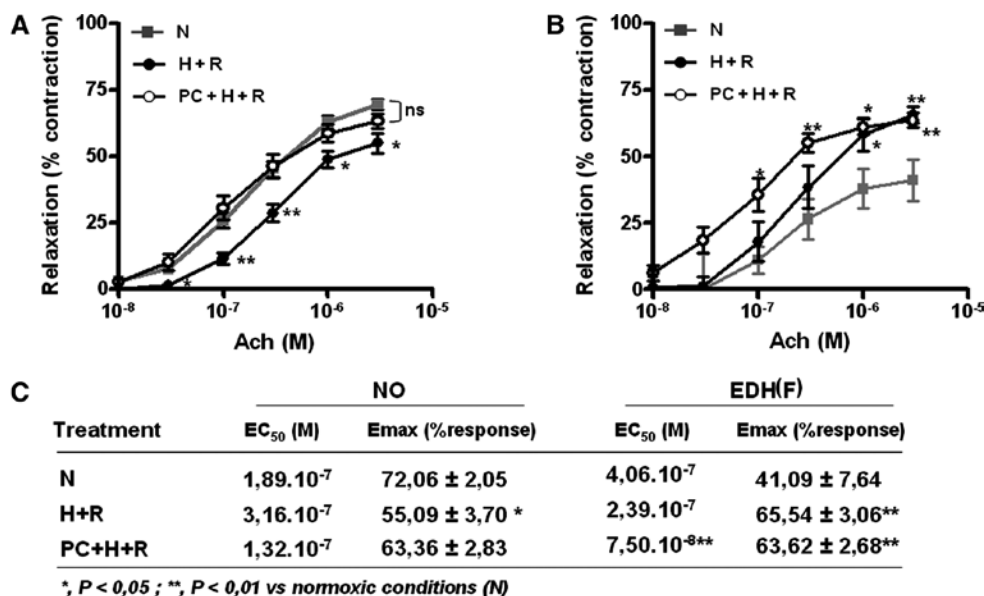 A
B
100
75
50
25
0
N
H+R
PC+H+R
ns
*
**
**
*
*
Relaxation (% contraction)
10⁻⁸ 10⁻⁷ 10⁻⁶ 10⁻⁵
Ach (M)
100
75
50
25
0
N
H+R
PC+H+R
*
**
*
**
*
**
Relaxation (% contraction)
10⁻⁸ 10⁻⁷ 10⁻⁶ 10⁻⁵
Ach (M)
C
NO EDH(F)
Treatment EC₅₀ (M) Emax (%response) EC₅₀ (M) Emax (%response)
N 1,89.10⁻⁷ 72,06 ± 2,05 4,06.10⁻⁷ 41,09 ± 7,64
H+R 3,16.10⁻⁷ 55,09 ± 3,70 * 2,39.10⁻⁷ 65,54 ± 3,06**
PC+H+R 1,32.10⁻⁷ 63,36 ± 2,83 7,50.10⁻⁸** 63,62 ± 2,68**
*, P < 0,05 ; **, P < 0,01 vs normoxic conditions (N)